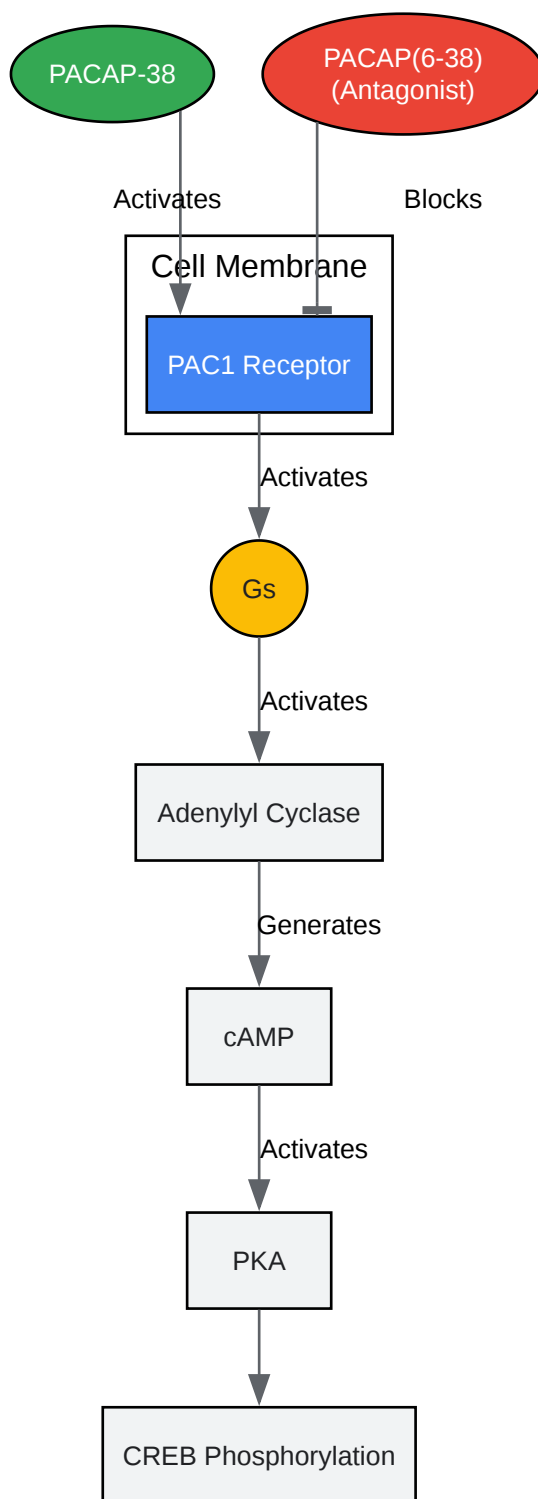 PACAP-38
PACAP(6-38)
(Antagonist)
Activates
Blocks
Cell Membrane
PAC1 Receptor
Activates
Gs
Activates
Adenylyl Cyclase
Generates
cAMP
Activates
PKA
CREB Phosphorylation